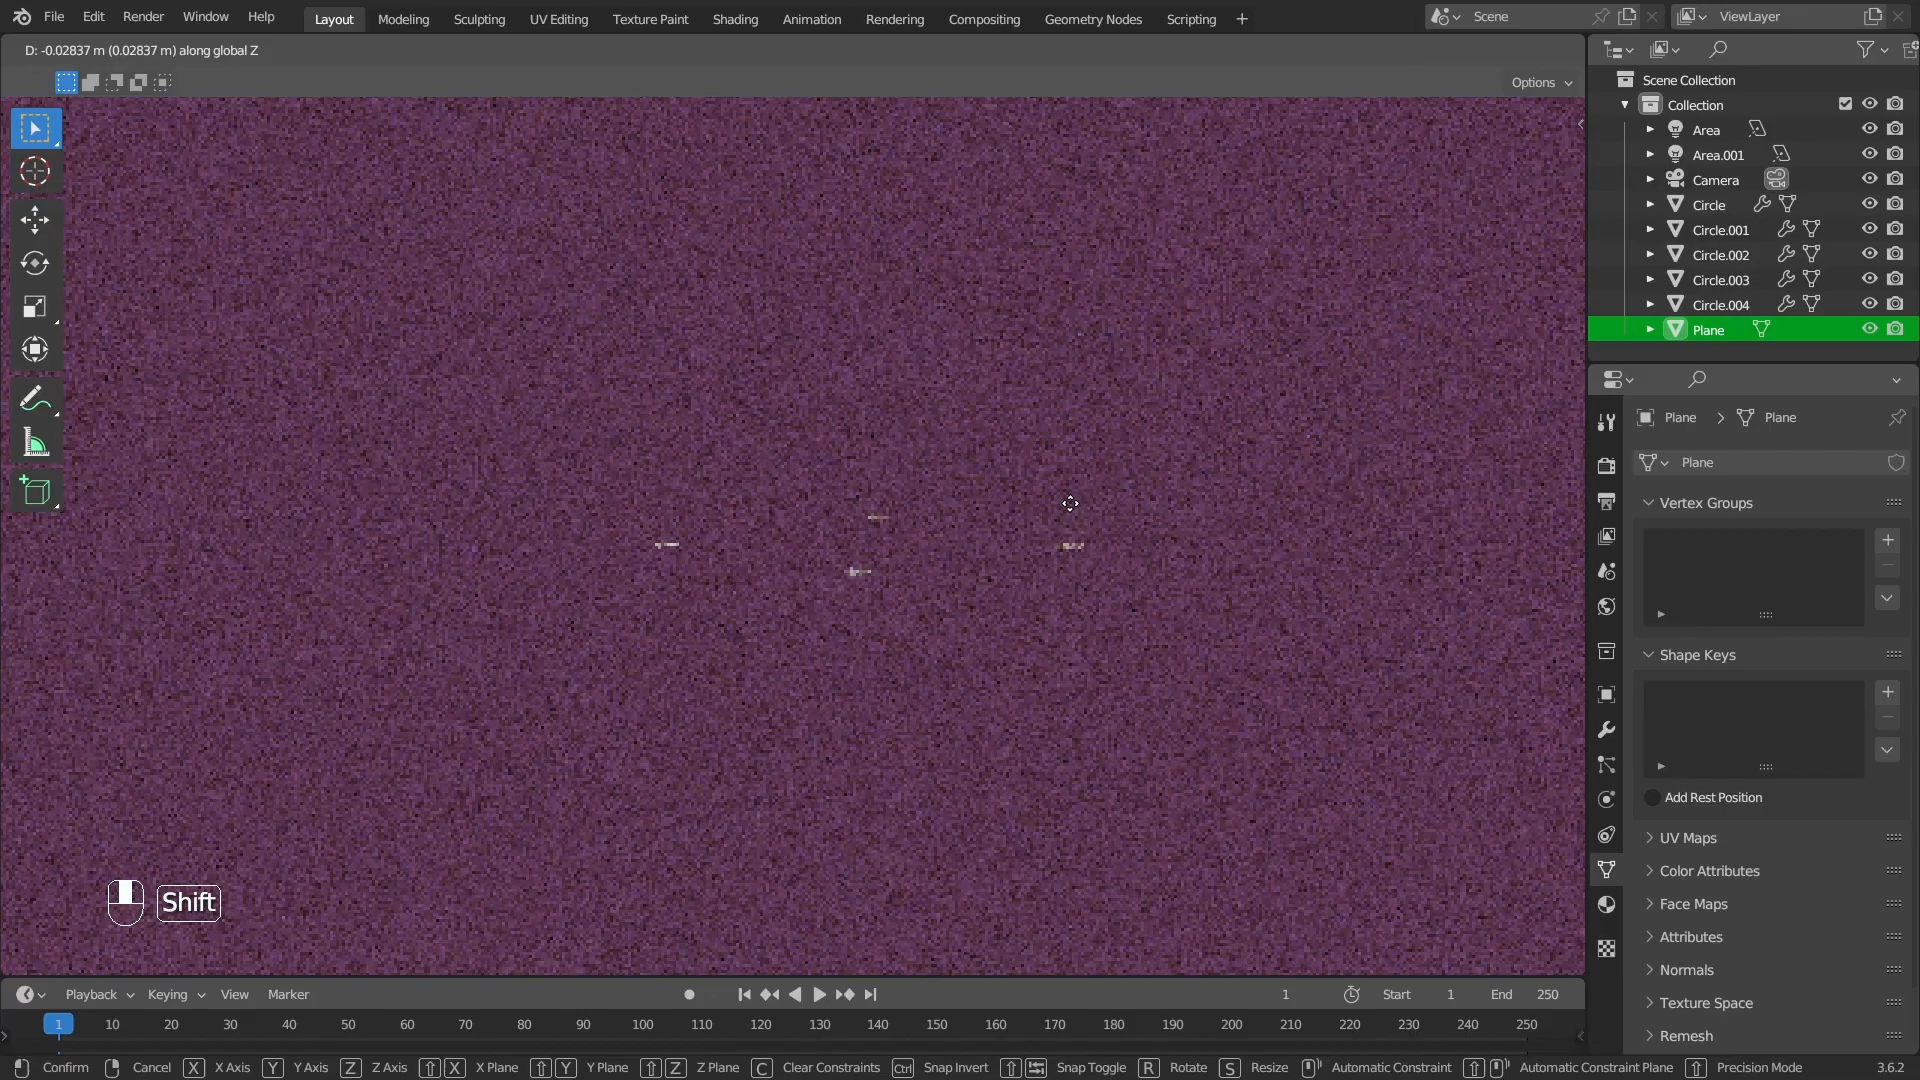 File Edit Render Window Help Layout Modeling Sculpting UV Editing Texture Paint Shading Animation Rendering Compositing Geometry Nodes Scripting + Scene ViewLayer
D: -0.02837 m (0.02837 m) along global Z
Options
Scene Collection
Collection
Area
Area.001
Camera
Circle
Circle.001
Circle.002
Circle.003
Circle.004
Plane
Plane > Plane
Plane
Vertex Groups
Shape Keys
Add Rest Position
UV Maps
Color Attributes
Face Maps
Attributes
Normals
Texture Space
Remesh
Shift
Playback Keying View Marker 1 Start 1 End 250
1 10 20 30 40 50 60 70 80 90 100 110 120 130 140 150 160 170 180 190 200 210 220 230 240 250
Confirm Cancel X X Axis Y Y Axis Z Z Axis X X Plane Y Y Plane Z Z Plane C Clear Constraints Ctrl Snap Invert Snap Toggle R Rotate S Resize Automatic Constraint Automatic Constraint Plane Precision Mode 3.6.2